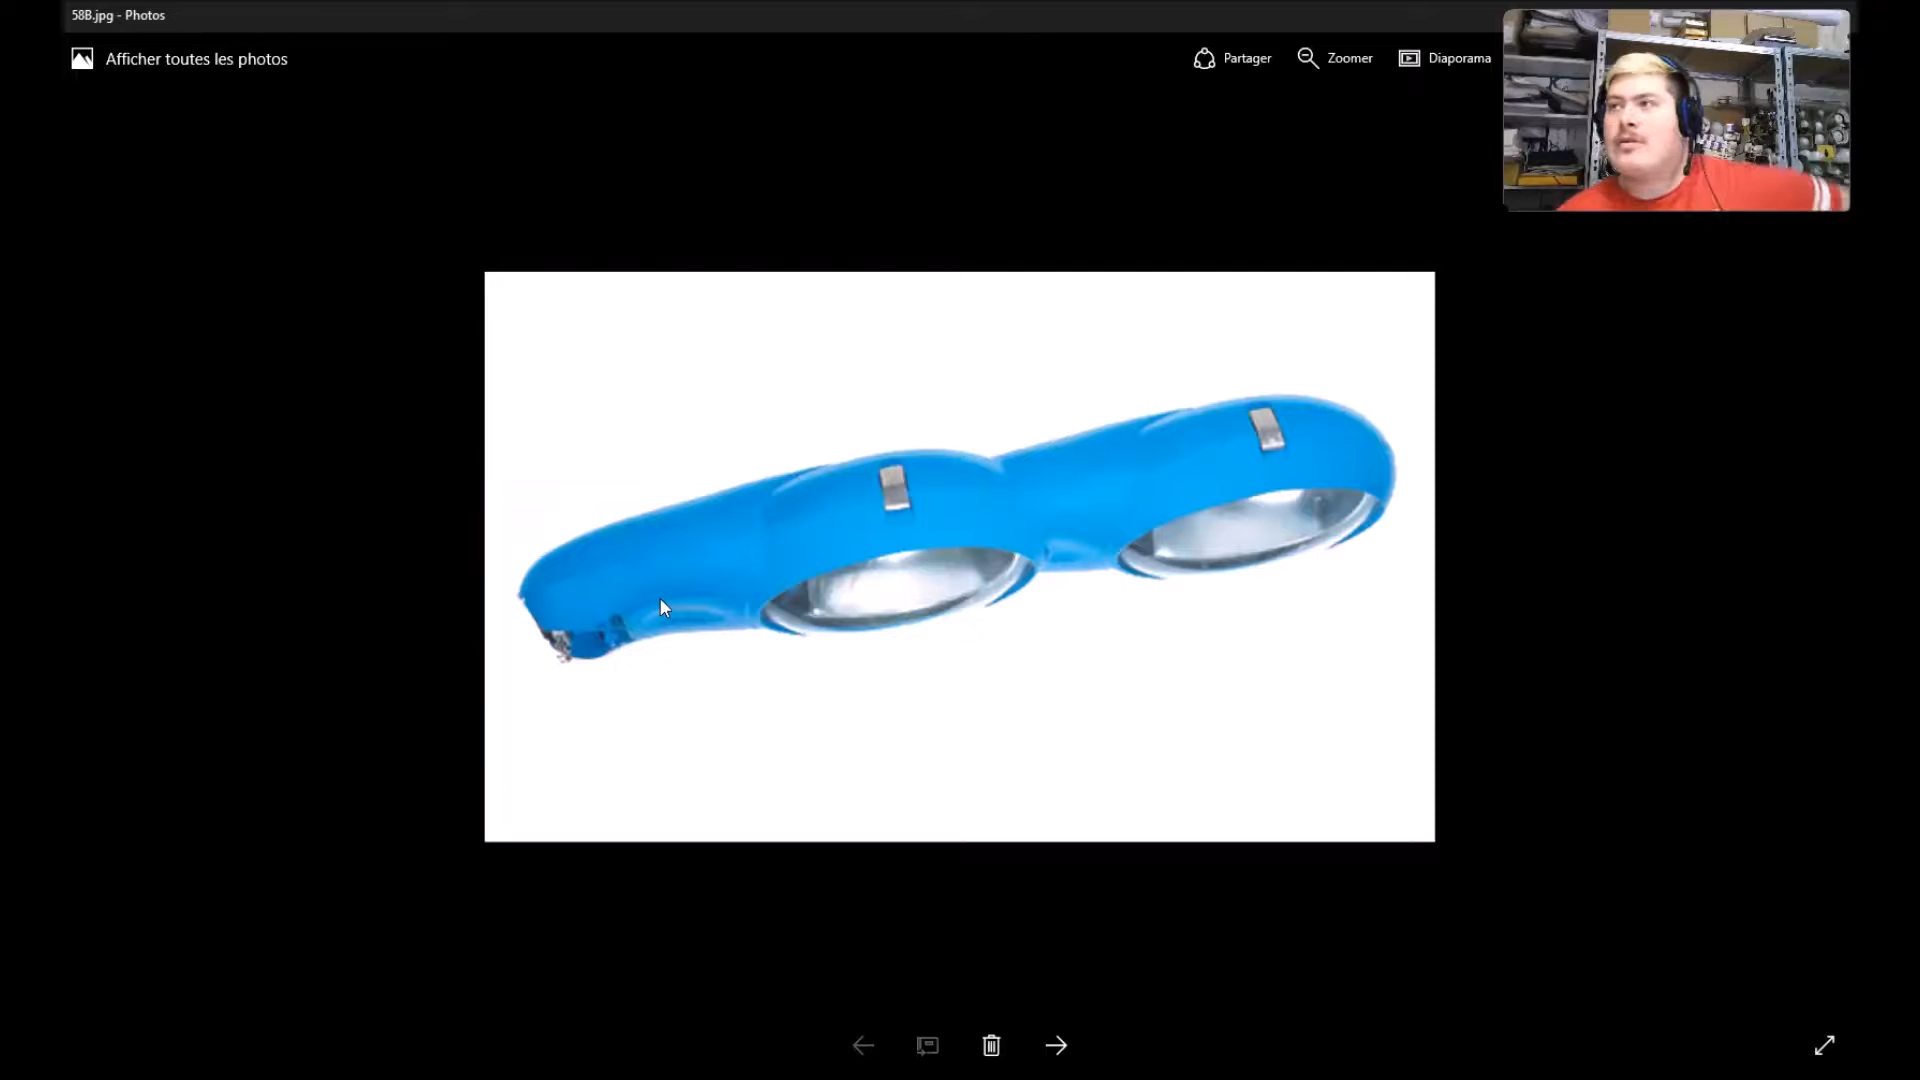 58B.jpg - Photos
Afficher toutes les photos
Partager
Zoomer
Diaporama